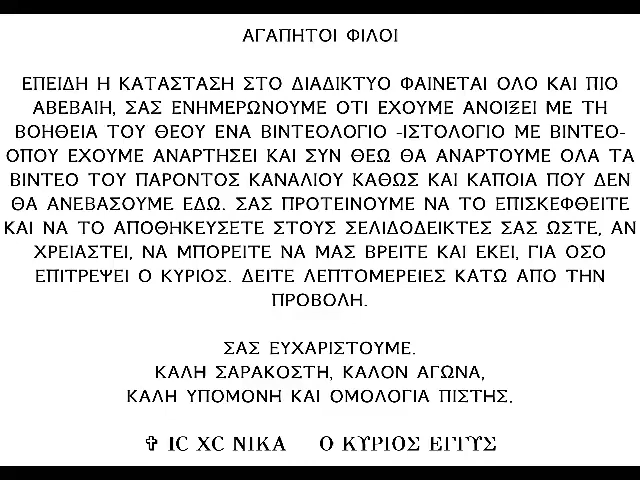 ΑΓΑΠΗΤΟΙ ΦΙΛΟΙ
ΕΠΕΙΔΗ Η ΚΑΤΑΣΤΑΣΗ ΣΤΟ ΔΙΑΔΙΚΤΥΟ ΦΑΙΝΕΤΑΙ ΟΛΟ ΚΑΙ ΠΙΟ
ΑΒΕΒΑΙΗ, ΣΑΣ ΕΝΗΜΕΡΩΝΟΥΜΕ ΟΤΙ ΕΧΟΥΜΕ ΑΝΟΙΞΕΙ ΜΕ ΤΗ
ΒΟΗΘΕΙΑ ΤΟΥ ΘΕΟΥ ΕΝΑ ΒΙΝΤΕΟΛΟΓΙΟ -ΙΣΤΟΛΟΓΙΟ ΜΕ ΒΙΝΤΕΟ-
ΟΠΟΥ ΕΧΟΥΜΕ ΑΝΑΡΤΗΣΕΙ ΚΑΙ ΣΥΝ ΘΕΩ ΘΑ ΑΝΑΡΤΟΥΜΕ ΟΛΑ ΤΑ
ΒΙΝΤΕΟ ΤΟΥ ΠΑΡΟΝΤΟΣ ΚΑΝΑΛΙΟΥ ΚΑΘΩΣ ΚΑΙ ΚΑΠΟΙΑ ΠΟΥ ΔΕΝ
ΘΑ ΑΝΕΒΑΣΟΥΜΕ ΕΔΩ. ΣΑΣ ΠΡΟΤΕΙΝΟΥΜΕ ΝΑ ΤΟ ΕΠΙΣΚΕΦΘΕΙΤΕ
ΚΑΙ ΝΑ ΤΟ ΑΠΟΘΗΚΕΥΣΕΤΕ ΣΤΟΥΣ ΣΕΛΙΔΟΔΕΙΚΤΕΣ ΣΑΣ ΩΣΤΕ, ΑΝ
ΧΡΕΙΑΣΤΕΙ, ΝΑ ΜΠΟΡΕΙΤΕ ΝΑ ΜΑΣ ΒΡΕΙΤΕ ΚΑΙ ΕΚΕΙ, ΓΙΑ ΟΣΟ
ΕΠΙΤΡΕΨΕΙ Ο ΚΥΡΙΟΣ. ΔΕΙΤΕ ΛΕΠΤΟΜΕΡΕΙΕΣ ΚΑΤΩ ΑΠΟ ΤΗΝ
ΠΡΟΒΟΛΗ.
ΣΑΣ ΕΥΧΑΡΙΣΤΟΥΜΕ.
ΚΑΛΗ ΣΑΡΑΚΟΣΤΗ, ΚΑΛΟΝ ΑΓΩΝΑ,
ΚΑΛΗ ΥΠΟΜΟΝΗ ΚΑΙ ΟΜΟΛΟΓΙΑ ΠΙΣΤΗΣ.
✞ IC XC ΝΙΚΑ Ο ΚΥΡΙΟΣ ΕΓΓΥΣ